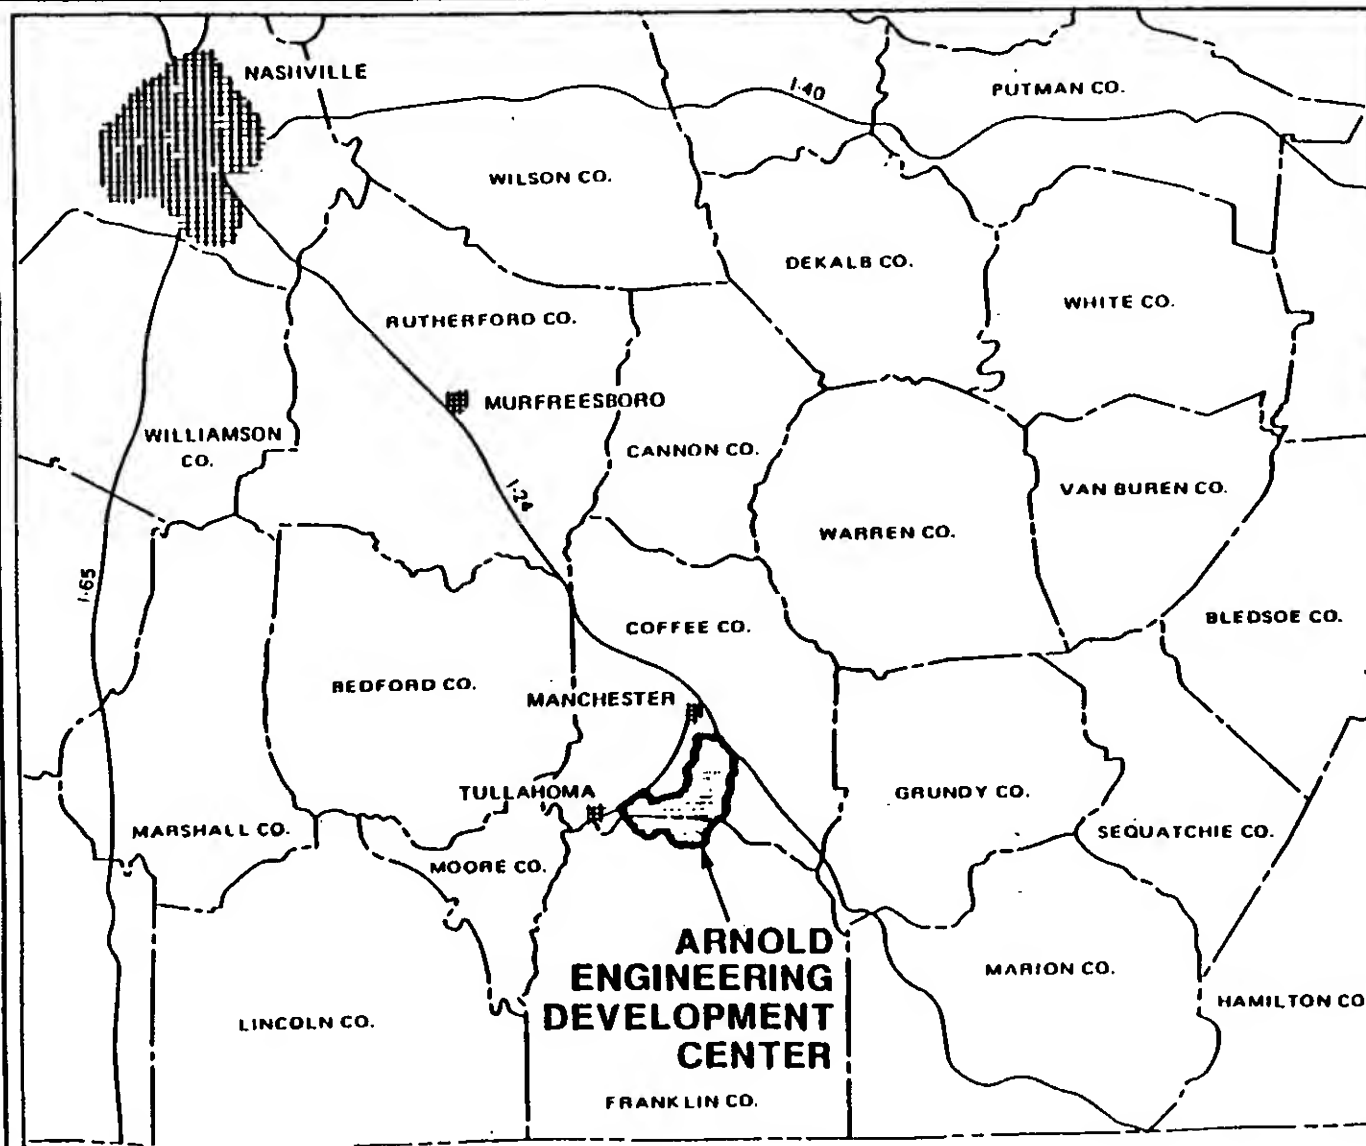 NASHVILLE
I-40
PUTMAN CO.
WILSON CO.
DEKALB CO.
WHITE CO.
RUTHERFORD CO.
MURFREESBORO
WILLIAMSON
CO.
CANNON CO.
I-24
VAN BUREN CO.
WARREN CO.
I-65
COFFEE CO.
BLEDSOE CO.
BEDFORD CO.
MANCHESTER
TULLAHOMA
GRUNDY CO.
MARSHALL CO.
SEQUATCHIE CO.
MOORE CO.
ARNOLD
ENGINEERING
DEVELOPMENT
CENTER
MARION CO.
HAMILTON CO
LINCOLN CO.
FRANKLIN CO.